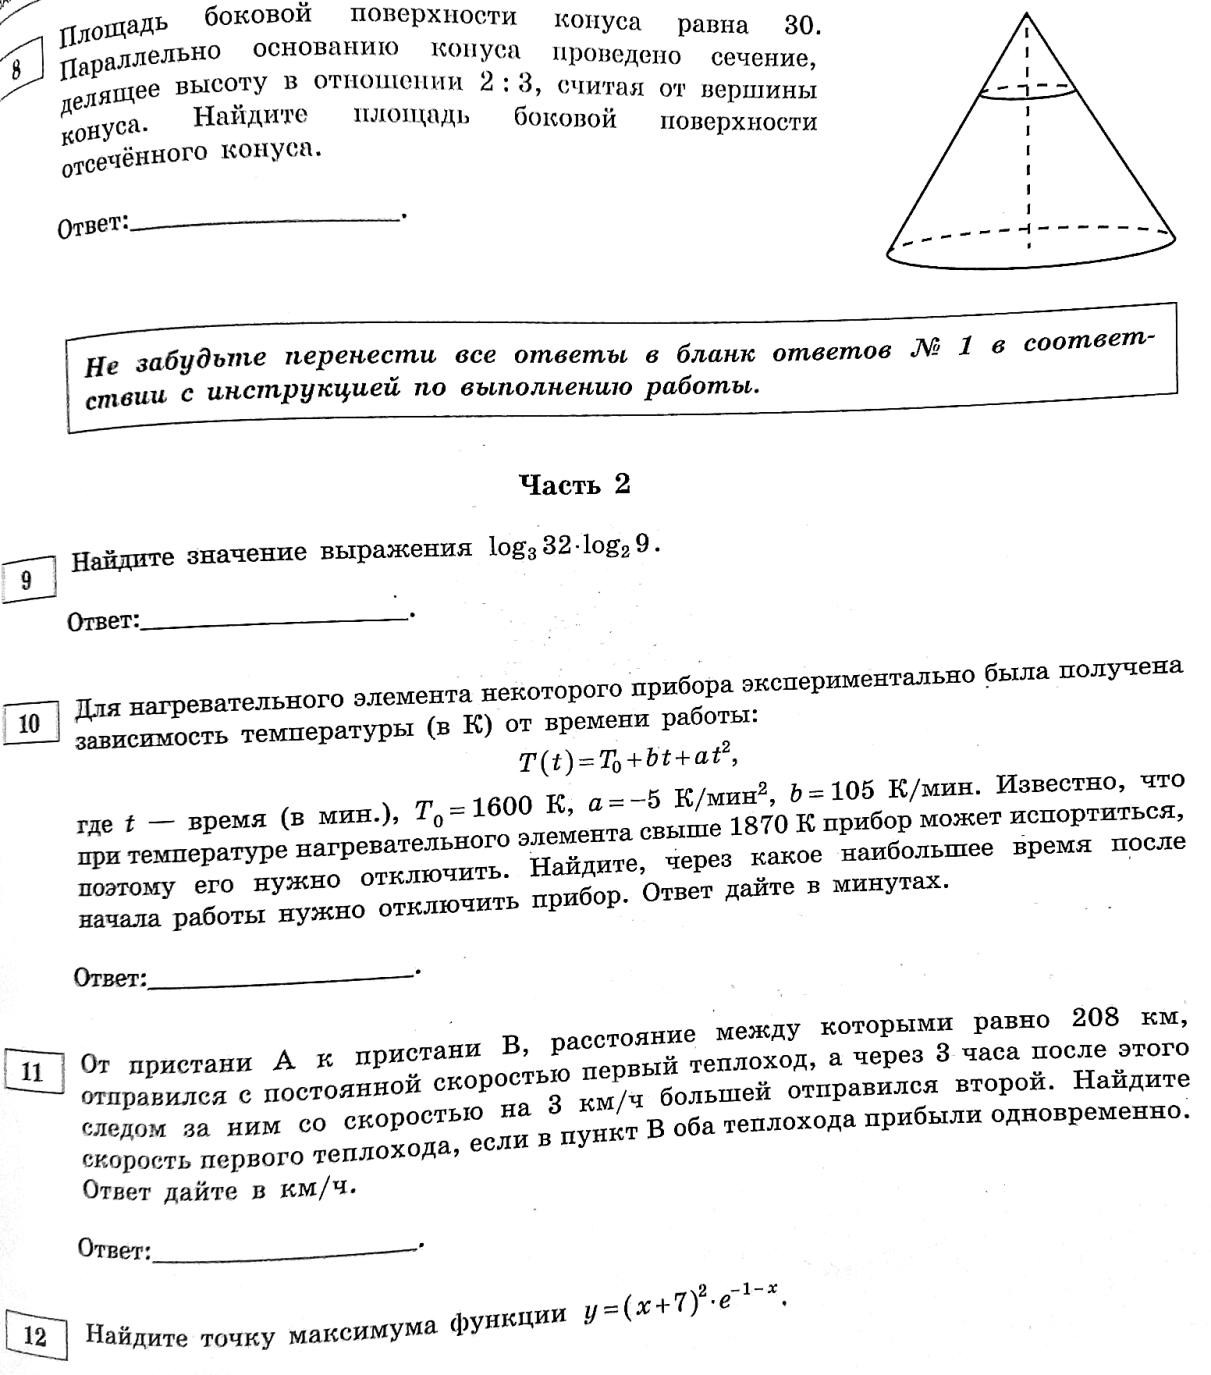 8
Площадь боковой поверхности конуса равна 30.
Параллельно основанию конуса проведено сечение,
делящее высоту в отношении 2 : 3, считая от вершины
конуса. Найдите площадь боковой поверхности
отсечённого конуса.
Ответ:_______________.
Не забудьте перенести все ответы в бланк ответов № 1 в соответ-
ствии с инструкцией по выполнению работы.
Часть 2
9
Найдите значение выражения log₃ 32·log₂ 9.
Ответ:_______________.
10
Для нагревательного элемента некоторого прибора экспериментально была получена
зависимость температуры (в К) от времени работы:
T(t)=T₀+bt+at²,
где t — время (в мин.), T₀=1600 К, a=−5 К/мин², b=105 К/мин. Известно, что
при температуре нагревательного элемента свыше 1870 К прибор может испортиться,
поэтому его нужно отключить. Найдите, через какое наибольшее время после
начала работы нужно отключить прибор. Ответ дайте в минутах.
Ответ:_______________.
11
От пристани А к пристани В, расстояние между которыми равно 208 км,
отправился с постоянной скоростью первый теплоход, а через 3 часа после этого
следом за ним со скоростью на 3 км/ч большей отправился второй. Найдите
скорость первого теплохода, если в пункт В оба теплохода прибыли одновременно.
Ответ дайте в км/ч.
Ответ:_______________.
12
Найдите точку максимума функции y=(x+7)²·e⁻¹⁻ˣ.